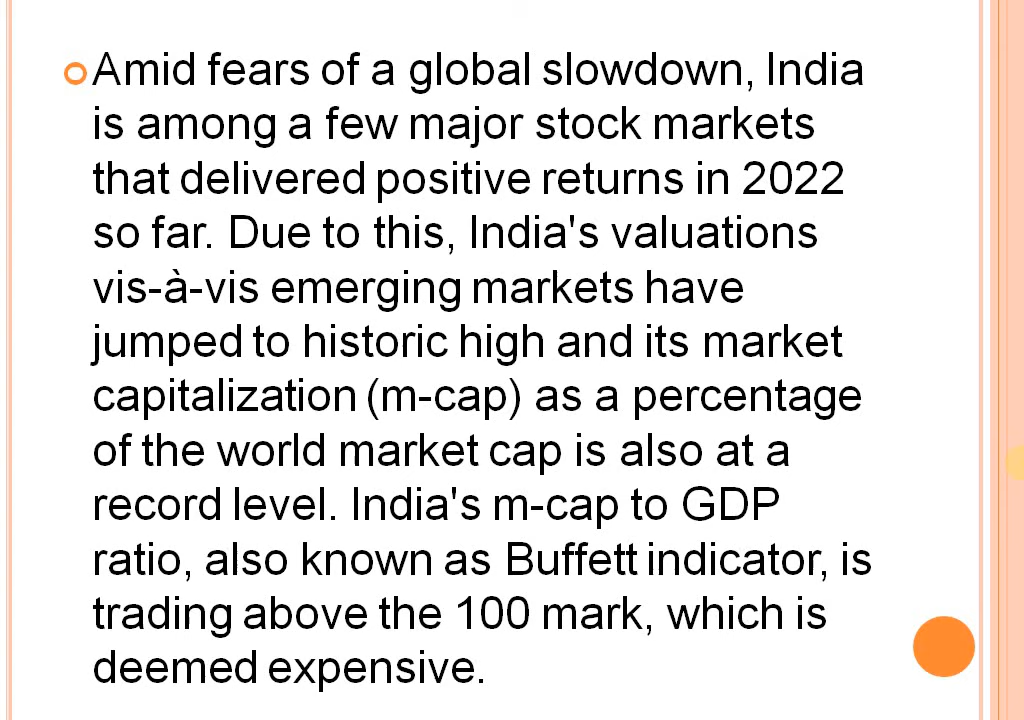 Amid fears of a global slowdown, India
is among a few major stock markets
that delivered positive returns in 2022
so far. Due to this, India's valuations
vis-à-vis emerging markets have
jumped to historic high and its market
capitalization (m-cap) as a percentage
of the world market cap is also at a
record level. India's m-cap to GDP
ratio, also known as Buffett indicator, is
trading above the 100 mark, which is
deemed expensive.